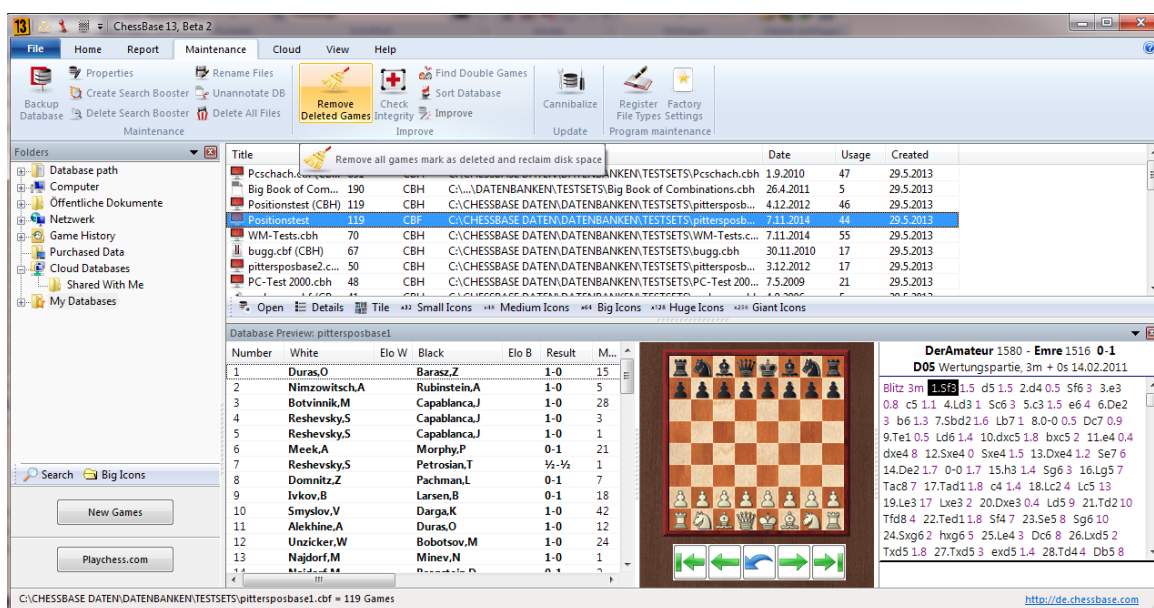 13 ChessBase 13, Beta 2
File Home Report Maintenance Cloud View Help
Backup Database
Properties
Create Search Booster
Delete Search Booster
Rename Files
Unannotate DB
Delete All Files
Maintenance
Remove Deleted Games
Check Integrity
Find Double Games
Sort Database
Improve
Improve
Cannibalize
Update
Register File Types
Factory Settings
Program maintenance
Remove all games mark as deleted and reclaim disk space
Folders
Database path
Computer
Öffentliche Dokumente
Netzwerk
Game History
Purchased Data
Cloud Databases
Shared With Me
My Databases
Search Big Icons
New Games
Playchess.com
Title Date Usage Created
1.9.2010 47 29.5.2013
Big Book of Com... 190 CBH C:\...\DATENBANKEN\TESTSETS\Big Book of Combinations.cbh 26.4.2011 5 29.5.2013
Positionstest (CBH) 119 CBH C:\CHESSBASE DATEN\DATENBANKEN\TESTSETS\pittersposb... 4.12.2012 46 29.5.2013
Positionstest 119 CBF C:\CHESSBASE DATEN\DATENBANKEN\TESTSETS\pittersposb... 7.11.2014 44 29.5.2013
WM-Tests.cbh 70 CBH C:\CHESSBASE DATEN\DATENBANKEN\TESTSETS\WM-Tests.c... 7.11.2014 55 29.5.2013
bugg.cbf (CBH) 67 CBH C:\CHESSBASE DATEN\DATENBANKEN\TESTSETS\bugg.cbh 30.11.2010 17 29.5.2013
pittersposbase2.c... 50 CBH C:\CHESSBASE DATEN\DATENBANKEN\TESTSETS\pittersposb... 3.12.2012 17 29.5.2013
PC-Test 2000.cbh 48 CBH C:\CHESSBASE DATEN\DATENBANKEN\TESTSETS\PC-Test 200... 7.5.2009 21 29.5.2013
Open Details Tile x32 Small Icons x48 Medium Icons x64 Big Icons x128 Huge Icons x256 Giant Icons
Database Preview: pittersposbase1
Number White Elo W Black Elo B Result M...
1 Duras,O Barasz,Z 1-0 15
2 Nimzowitsch,A Rubinstein,A 1-0 5
3 Botvinnik,M Capablanca,J 1-0 28
4 Reshevsky,S Capablanca,J 1-0 3
5 Reshevsky,S Capablanca,J 1-0 1
6 Meek,A Morphy,P 0-1 21
7 Reshevsky,S Petrosian,T ½-½ 1
8 Domnitz,Z Pachman,L 0-1 7
9 Ivkov,B Larsen,B 0-1 18
10 Smyslov,V Darga,K 1-0 42
11 Alekhine,A Duras,O 1-0 12
12 Unzicker,W Bobotsov,M 1-0 24
13 Najdorf,M Minev,N 1-0 1
DerAmateur 1580 - Emre 1516 0-1
D05 Wertungspartie, 3m + 0s 14.02.2011
Blitz 3m 1.Sf3 1.5 d5 1.5 2.d4 0.5 Sf6 3 3.e3
0.8 c5 1.1 4.Ld3 1 Sc6 3 5.c3 1.5 e6 4 6.De2
3 b6 1.3 7.Sbd2 1.6 Lb7 1 8.0-0 0.5 Dc7 0.9
9.Te1 0.5 Ld6 1.4 10.dxc5 1.8 bxc5 2 11.e4 0.4
dxe4 8 12.Sxe4 0 Sxe4 1.5 13.Dxe4 1.2 Se7 6
14.De2 1.7 0-0 1.7 15.h3 1.4 Sg6 3 16.Lg5 7
Tac8 7 17.Tad1 1.8 c4 1.4 18.Lc2 4 Lc5 13
19.Le3 17 Lxe3 2 20.Dxe3 0.4 Ld5 9 21.Td2 10
Tfd8 4 22.Ted1 1.8 Sf4 7 23.Se5 8 Sg6 10
24.Sxg6 2 hxg6 5 25.Le4 3 Dc6 8 26.Lxd5 2
Txd5 1.8 27.Txd5 3 exd5 1.4 28.Td4 4 Db5 8
C:\CHESSBASE DATEN\DATENBANKEN\TESTSETS\pittersposbase1.cbf = 119 Games
http://de.chessbase.com